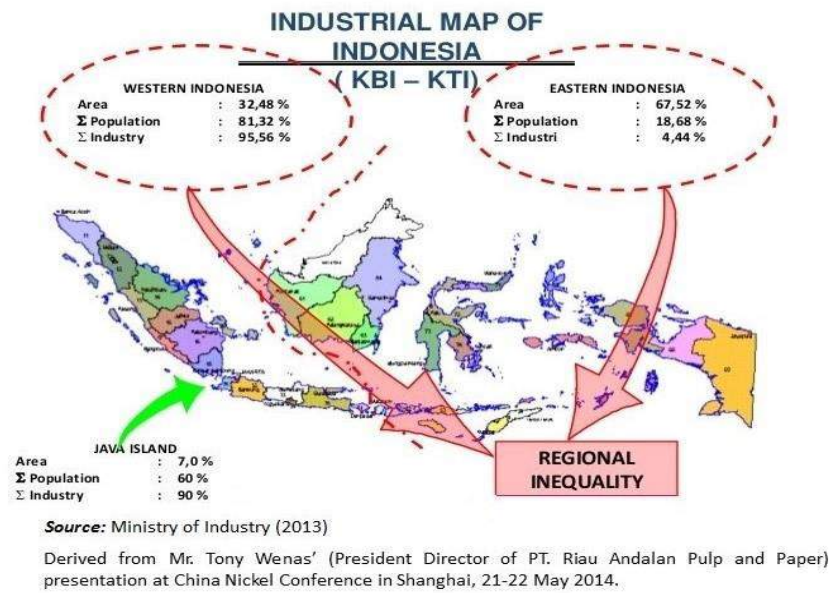 INDUSTRIAL MAP OF
INDONESIA
( KBI – KTI)
WESTERN INDONESIA
Area : 32,48 %
Σ Population : 81,32 %
Σ Industry : 95,56 %
EASTERN INDONESIA
Area : 67,52 %
Σ Population : 18,68 %
Σ Industri : 4,44 %
JAVA ISLAND
Area : 7,0 %
Σ Population : 60 %
Σ Industry : 90 %
REGIONAL
INEQUALITY
Source: Ministry of Industry (2013)
Derived from Mr. Tony Wenas’ (President Director of PT. Riau Andalan Pulp and Paper)
presentation at China Nickel Conference in Shanghai, 21-22 May 2014.